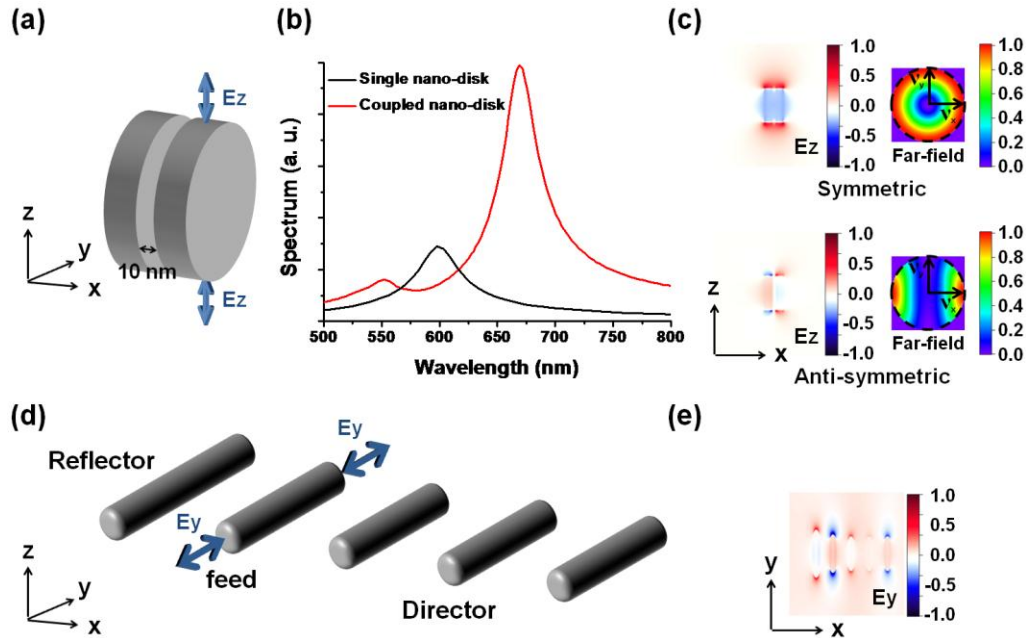 (a)
Ez
10 nm
Ez
z
y
x
(b)
Spectrum (a. u.)
Single nano-disk
Coupled nano-disk
500
550
600
650
700
750
800
Wavelength (nm)
(c)
1.0
0.5
0.0
-0.5
-1.0
Ez
y
x
Far-field
1.0
0.8
0.6
0.4
0.2
0
Symmetric
1.0
0.5
0.0
-0.5
-1.0
Ez
y
x
Far-field
1.0
0.8
0.6
0.4
0.2
0
Anti-symmetric
z
x
(d)
Reflector
Ey
Ey
feed
Director
z
y
x
(e)
1.0
0.5
0.0
-0.5
-1.0
Ey
y
x